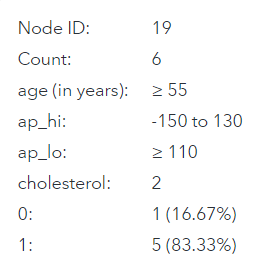 Node ID: 19
Count: 6
age (in years): ≥ 55
ap_hi: -150 to 130
ap_lo: ≥ 110
cholesterol: 2
0: 1 (16.67%)
1: 5 (83.33%)